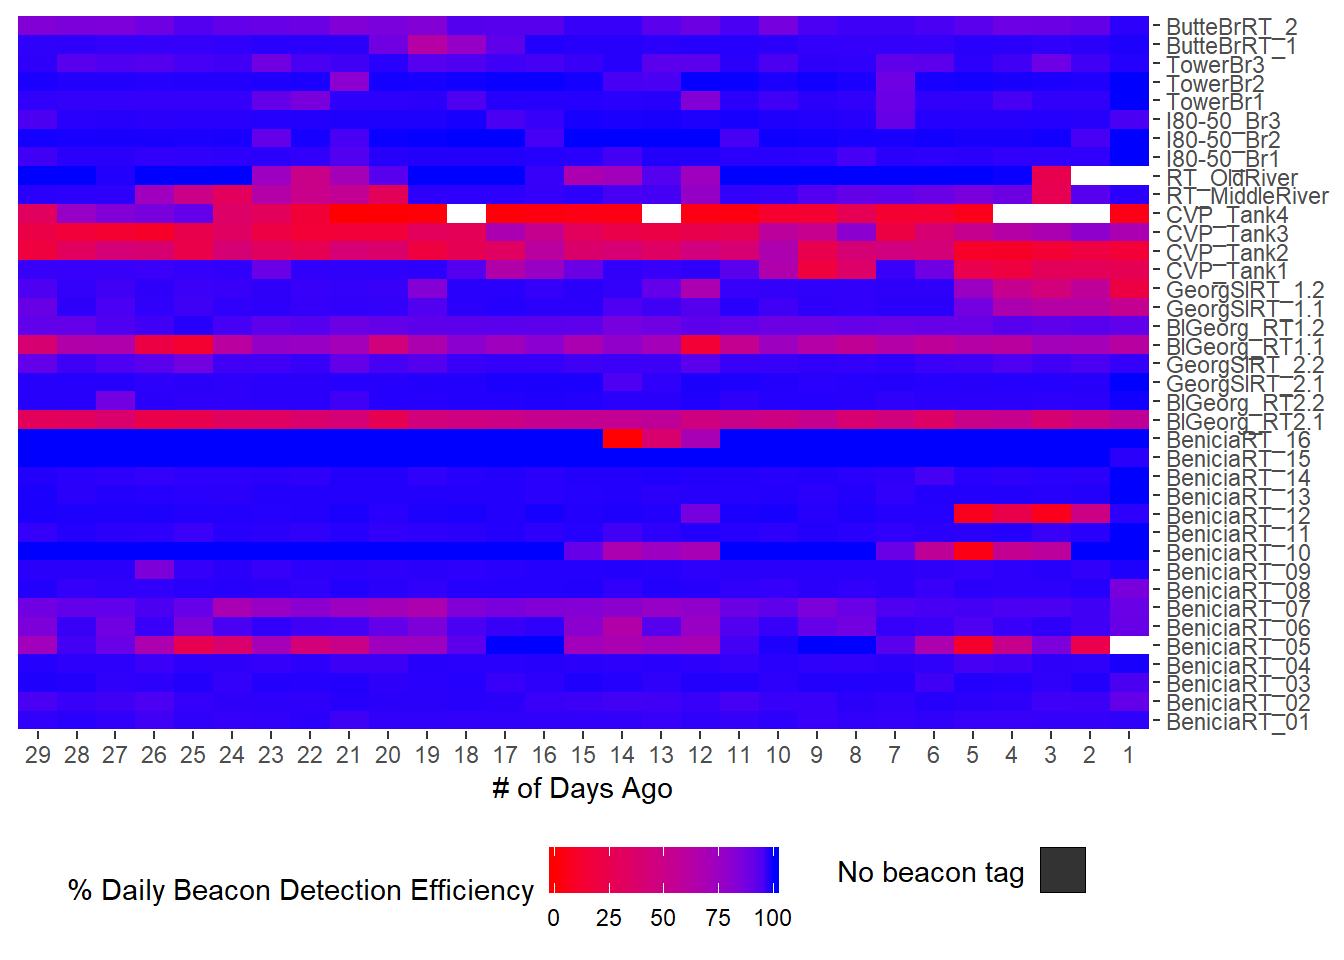 ButteBrRT_2
ButteBrRT_1
TowerBr3
TowerBr2
TowerBr1
I80-50_Br3
I80-50_Br2
I80-50_Br1
RT_OldRiver
RT_MiddleRiver
CVP_Tank4
CVP_Tank3
CVP_Tank2
CVP_Tank1
GeorgSlRT_1.2
GeorgSlRT_1.1
BlGeorg_RT1.2
BlGeorg_RT1.1
GeorgSlRT_2.2
GeorgSlRT_2.1
BlGeorg_RT2.2
BlGeorg_RT2.1
BeniciaRT_16
BeniciaRT_15
BeniciaRT_14
BeniciaRT_13
BeniciaRT_12
BeniciaRT_11
BeniciaRT_10
BeniciaRT_09
BeniciaRT_08
BeniciaRT_07
BeniciaRT_06
BeniciaRT_05
BeniciaRT_04
BeniciaRT_03
BeniciaRT_02
BeniciaRT_01
29 28 27 26 25 24 23 22 21 20 19 18 17 16 15 14 13 12 11 10 9 8 7 6 5 4 3 2 1
# of Days Ago
% Daily Beacon Detection Efficiency
0 25 50 75 100
No beacon tag